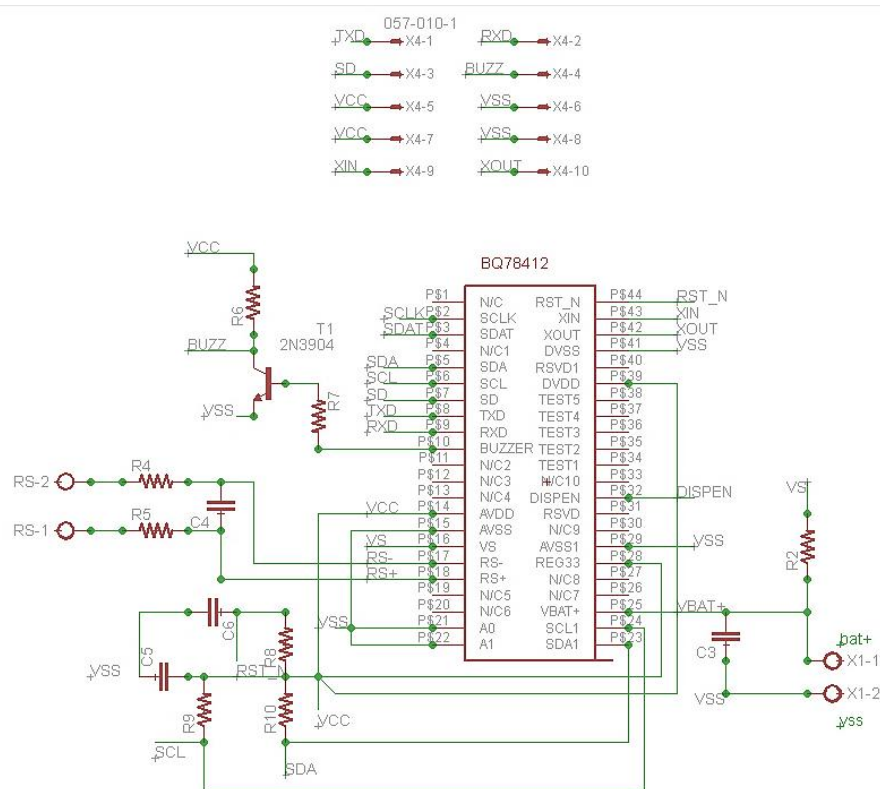 057-010-1
TXD X4-1 RXD X4-2
SD X4-3 BUZZ X4-4
VCC X4-5 VSS X4-6
VCC X4-7 VSS X4-8
XIN X4-9 XOUT X4-10
VCC
R6
BUZZ
T1
2N3904
VSS
R7
BQ78412
P$1 N/C RST_N P$44 RST_N
SCLK P$2 SCLK XIN P$43 XIN
SDAT P$3 SDAT XOUT P$42 XOUT
P$4 N/C1 DVSS P$41 VSS
SDA P$5 SDA RSVD1 P$40
SCL P$6 SCL DVDD P$39
SD P$7 SD TEST5 P$38
TXD P$8 TXD TEST4 P$37
RXD P$9 RXD TEST3 P$36
P$10 BUZZER TEST2 P$35
P$11 N/C2 TEST1 P$34
P$12 N/C3 N/C10 P$33
P$13 N/C4 DISPEN P$32 DISPEN
VCC P$14 AVDD RSVD P$31
P$15 AVSS N/C9 P$30
VS P$16 VS AVSS1 P$29 VSS
RS- P$17 RS- REG33 P$28
RS+ P$18 RS+ N/C8 P$27
P$19 N/C5 N/C7 P$26
P$20 N/C6 VBAT+ P$25 VBAT+
VSS P$21 A0 SCL1 P$24
P$22 A1 SDA1 P$23
RS-2 R4
RS-1 R5 C4
VS
R2
C3
VSS
bat+
X1-1
X1-2
vss
C6
C5
R8
VSS
RST_N
R9
R10
VCC
SCL
SDA